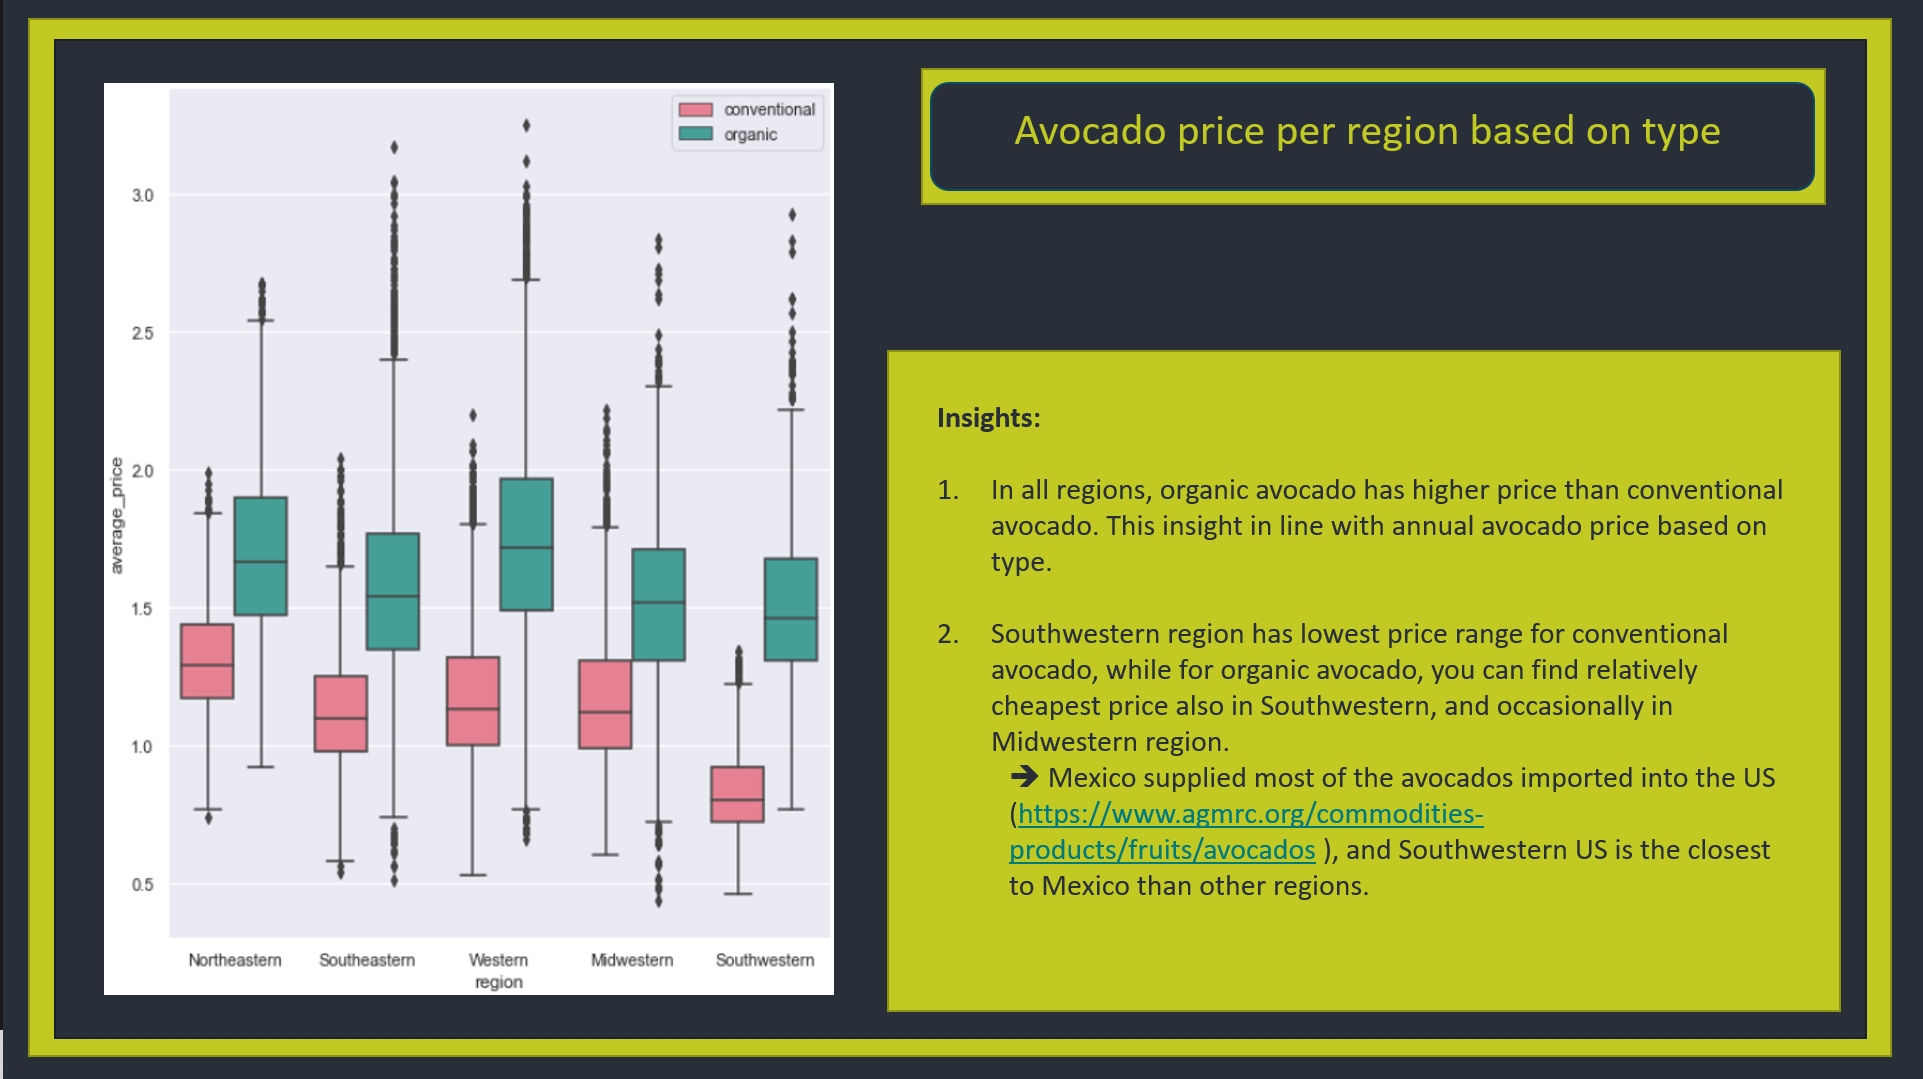 conventional
organic
3.0
2.5
2.0
1.5
1.0
0.5
average_price
Northeastern
Southeastern
Western
Midwestern
Southwestern
region
Avocado price per region based on type
Insights:
1. In all regions, organic avocado has higher price than conventional
avocado. This insight in line with annual avocado price based on
type.
2. Southwestern region has lowest price range for conventional
avocado, while for organic avocado, you can find relatively
cheapest price also in Southwestern, and occasionally in
Midwestern region.
➔ Mexico supplied most of the avocados imported into the US
(https://www.agmrc.org/commodities-
products/fruits/avocados ), and Southwestern US is the closest
to Mexico than other regions.